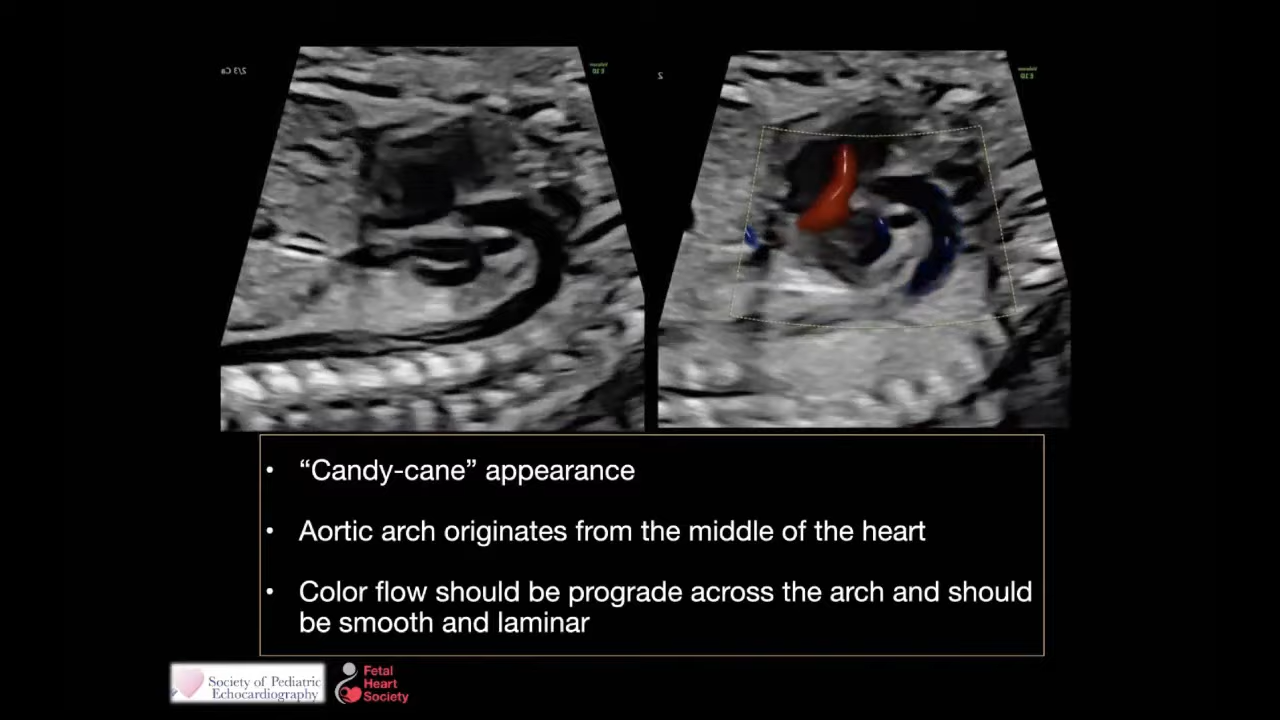 “Candy-cane” appearance
Aortic arch originates from the middle of the heart
Color flow should be prograde across the arch and should
be smooth and laminar
Society of Pediatric
Echocardiography
Fetal
Heart
Society